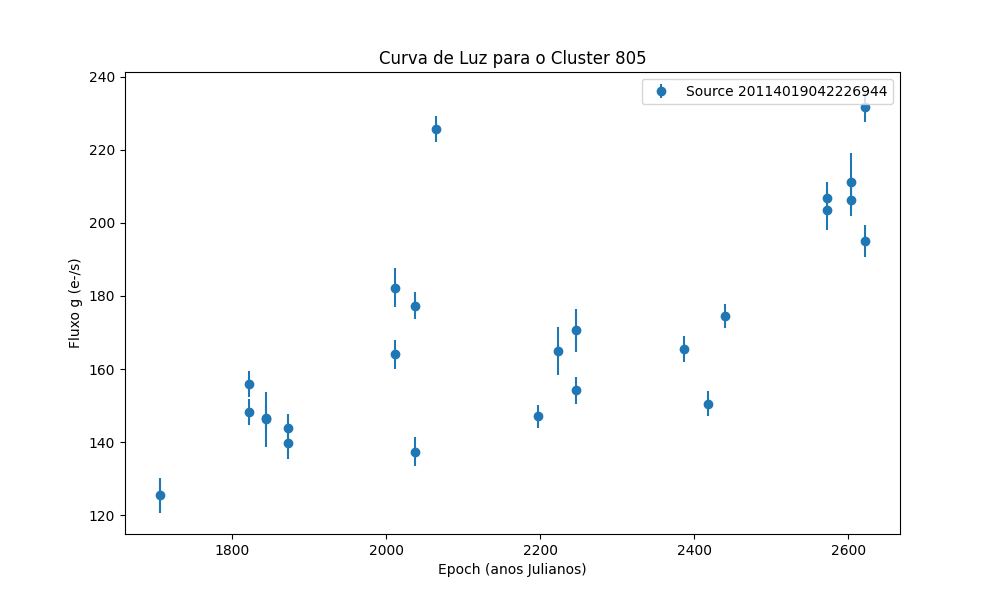 Curva de Luz para o Cluster 805
Source 20114019042226944
Fluxo g (e-/s)
240
220
200
180
160
140
120
1800 2000 2200 2400 2600
Epoch (anos Julianos)